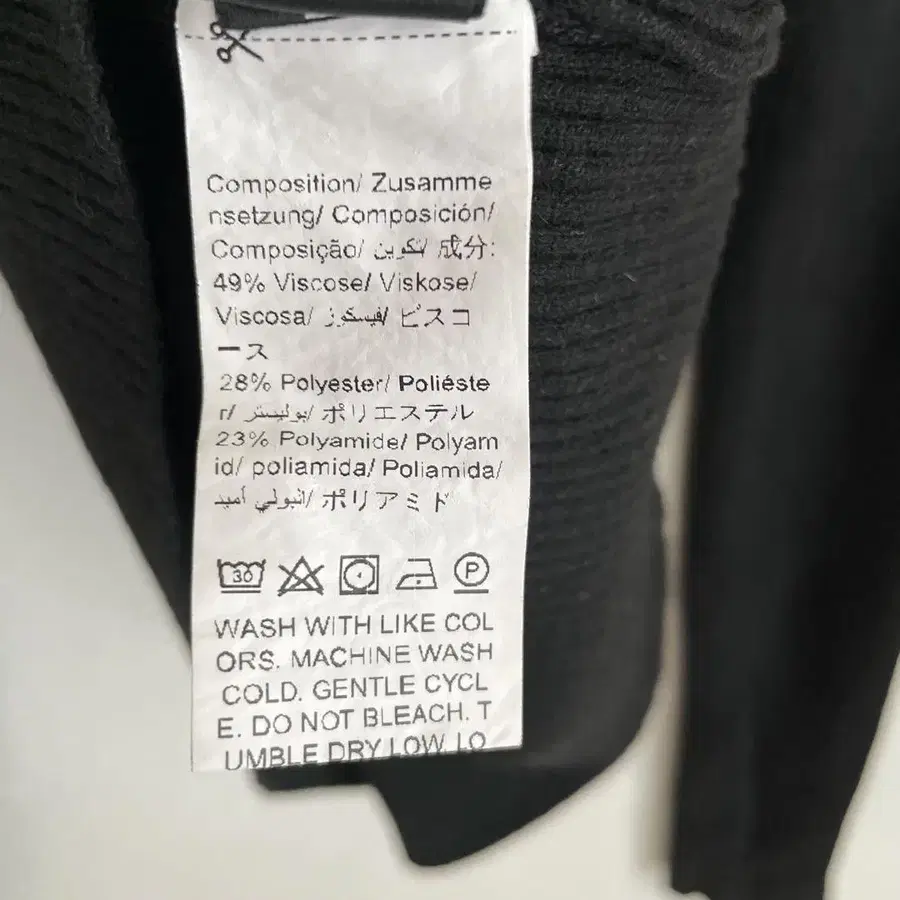 Composition/ Zusamme
nsetzung/ Composición/
Composição/ تكوين/ 成分:
49% Viscose/ Viskose/
Viscosa/ فيسكوز/ ビスコ
ース
28% Polyester/ Poliéste
r/ بوليستر/ ポリエステル
23% Polyamide/ Polyam
id/ poliamida/ Poliamida/
البولي أميد/ ポリアミド
30
P
WASH WITH LIKE COL
ORS. MACHINE WASH
COLD. GENTLE CYCL
E. DO NOT BLEACH. T
UMBLE DRY LOW. LO